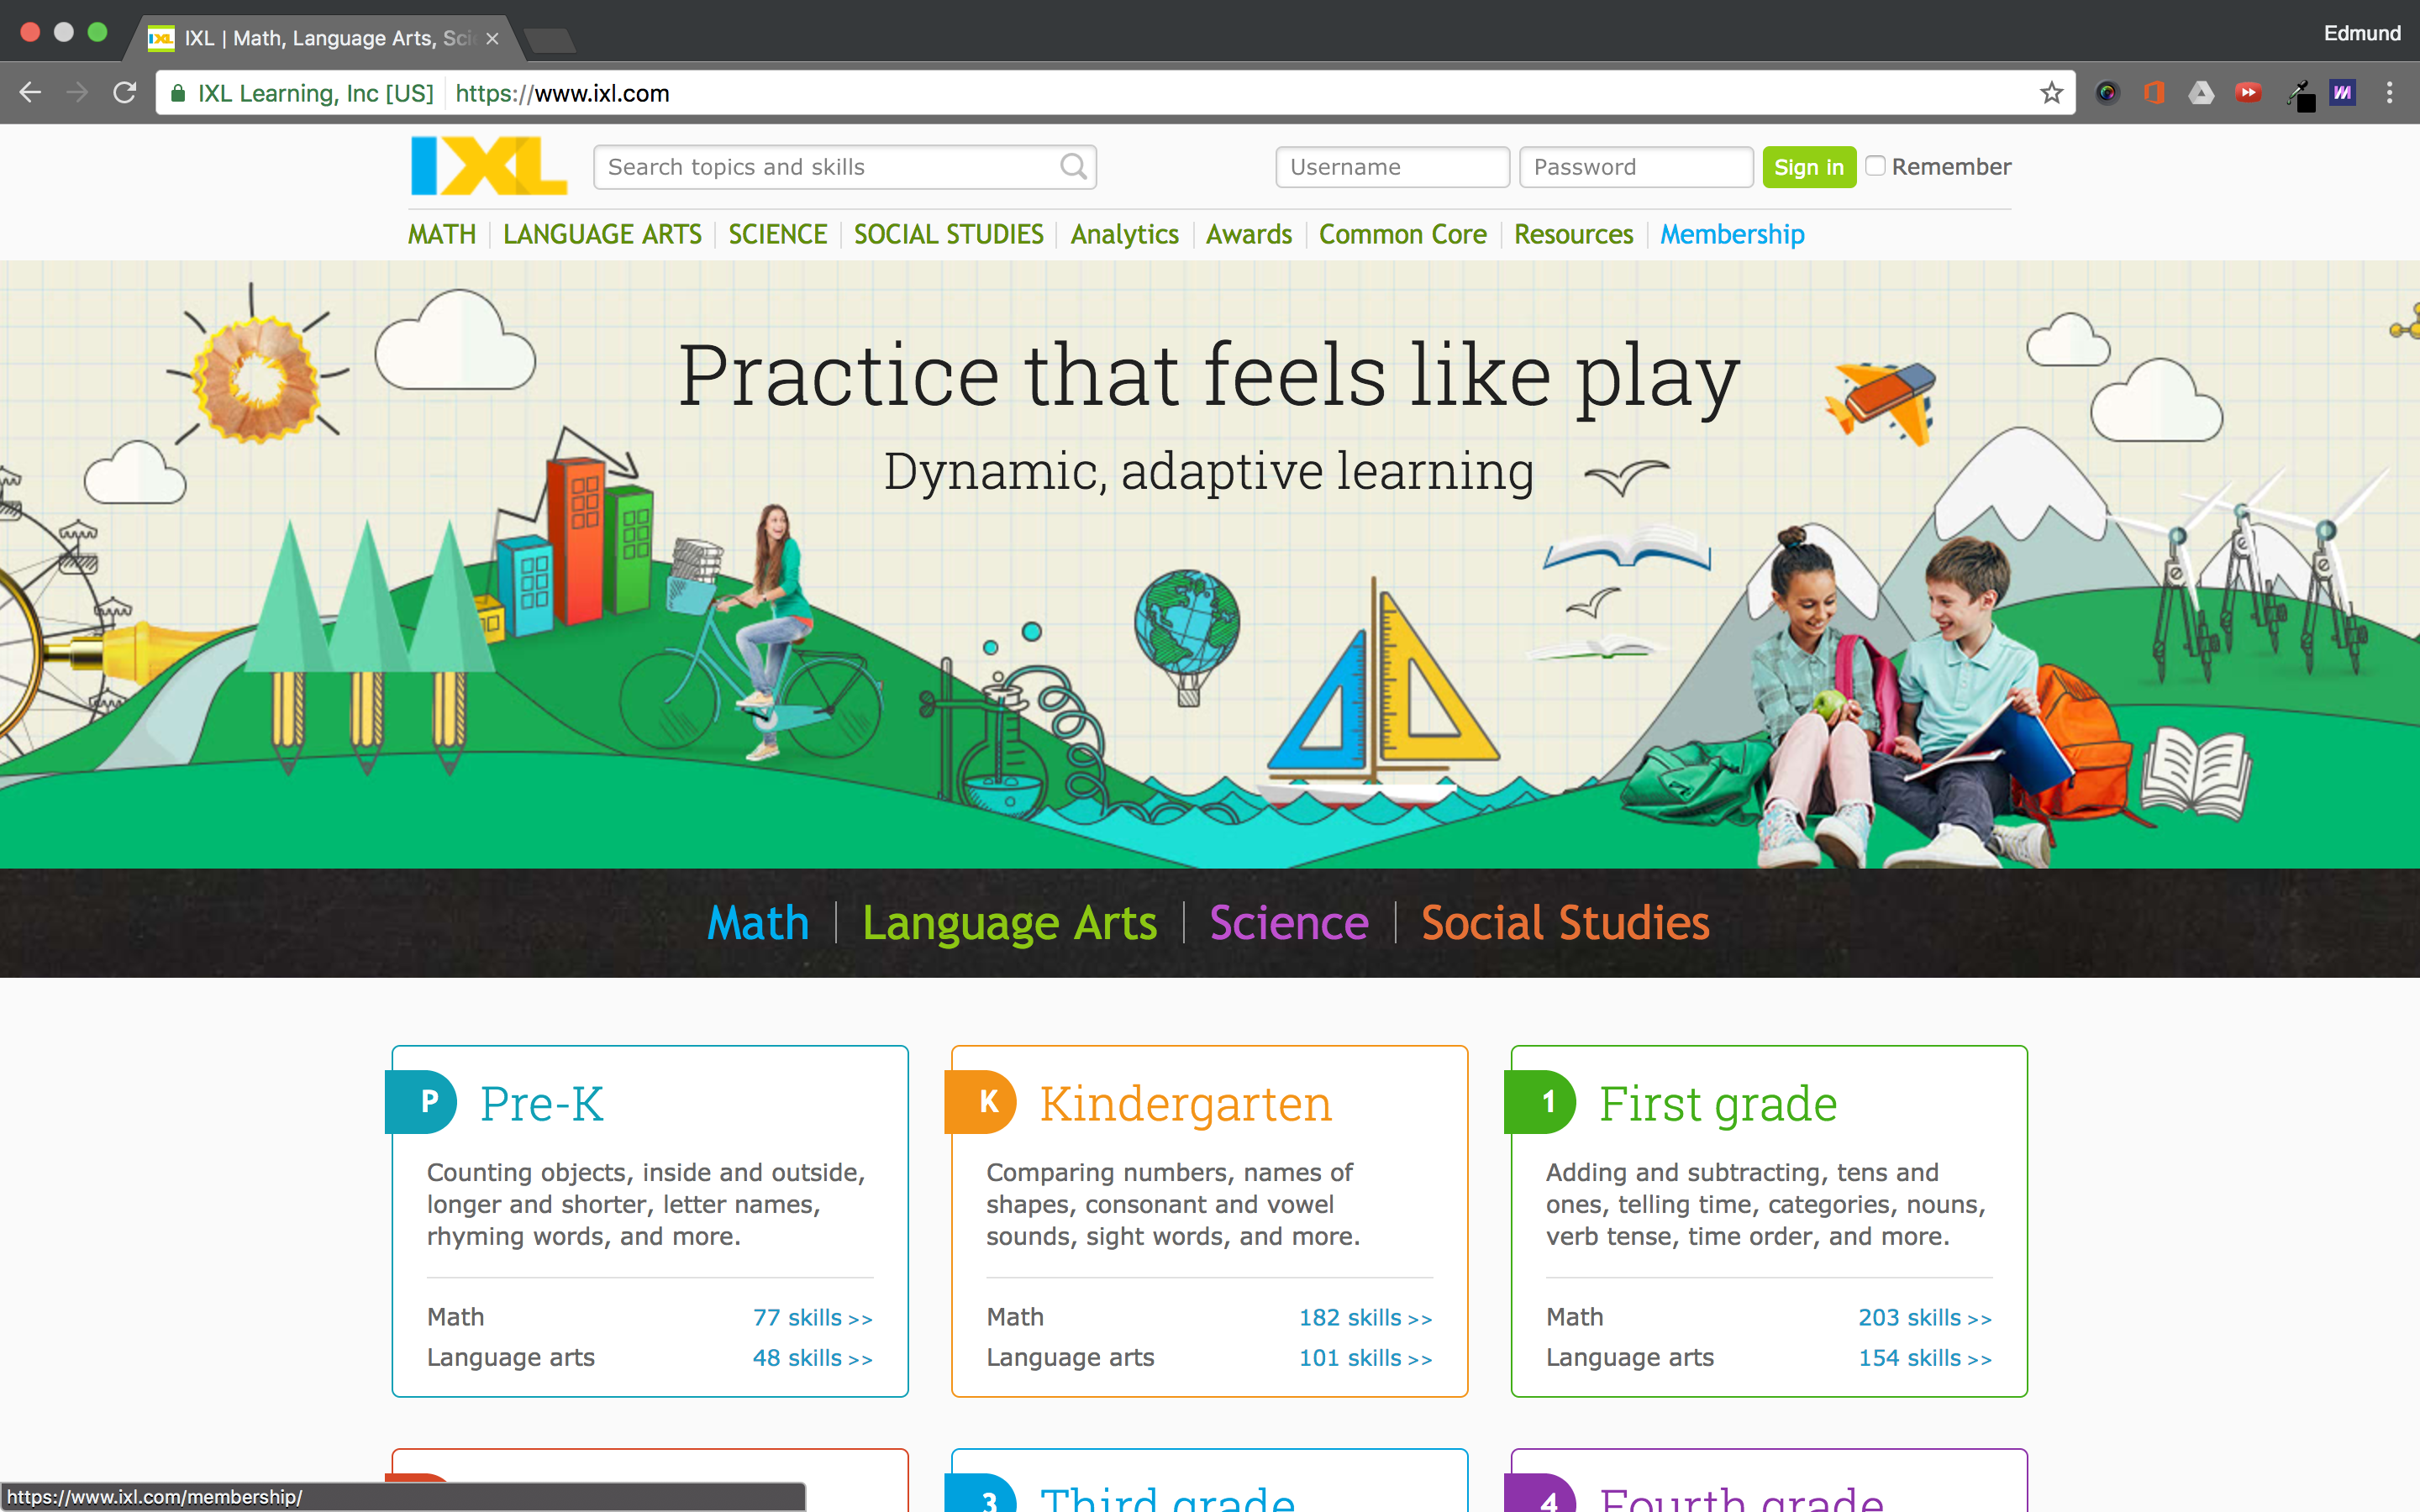 IXL | Math, Language Arts, Sci
Edmund
IXL Learning, Inc [US]
https://www.ixl.com
IXL
Search topics and skills
Username
Password
Sign in
Remember
MATH
LANGUAGE ARTS
SCIENCE
SOCIAL STUDIES
Analytics
Awards
Common Core
Resources
Membership
Practice that feels like play
Dynamic, adaptive learning
Math
Language Arts
Science
Social Studies
P
Pre-K
Counting objects, inside and outside,
longer and shorter, letter names,
rhyming words, and more.
Math 77 skills >>
Language arts 48 skills >>
K
Kindergarten
Comparing numbers, names of
shapes, consonant and vowel
sounds, sight words, and more.
Math 182 skills >>
Language arts 101 skills >>
1
First grade
Adding and subtracting, tens and
ones, telling time, categories, nouns,
verb tense, time order, and more.
Math 203 skills >>
Language arts 154 skills >>
3
Third grade
4
Fourth grade
https://www.ixl.com/membership/